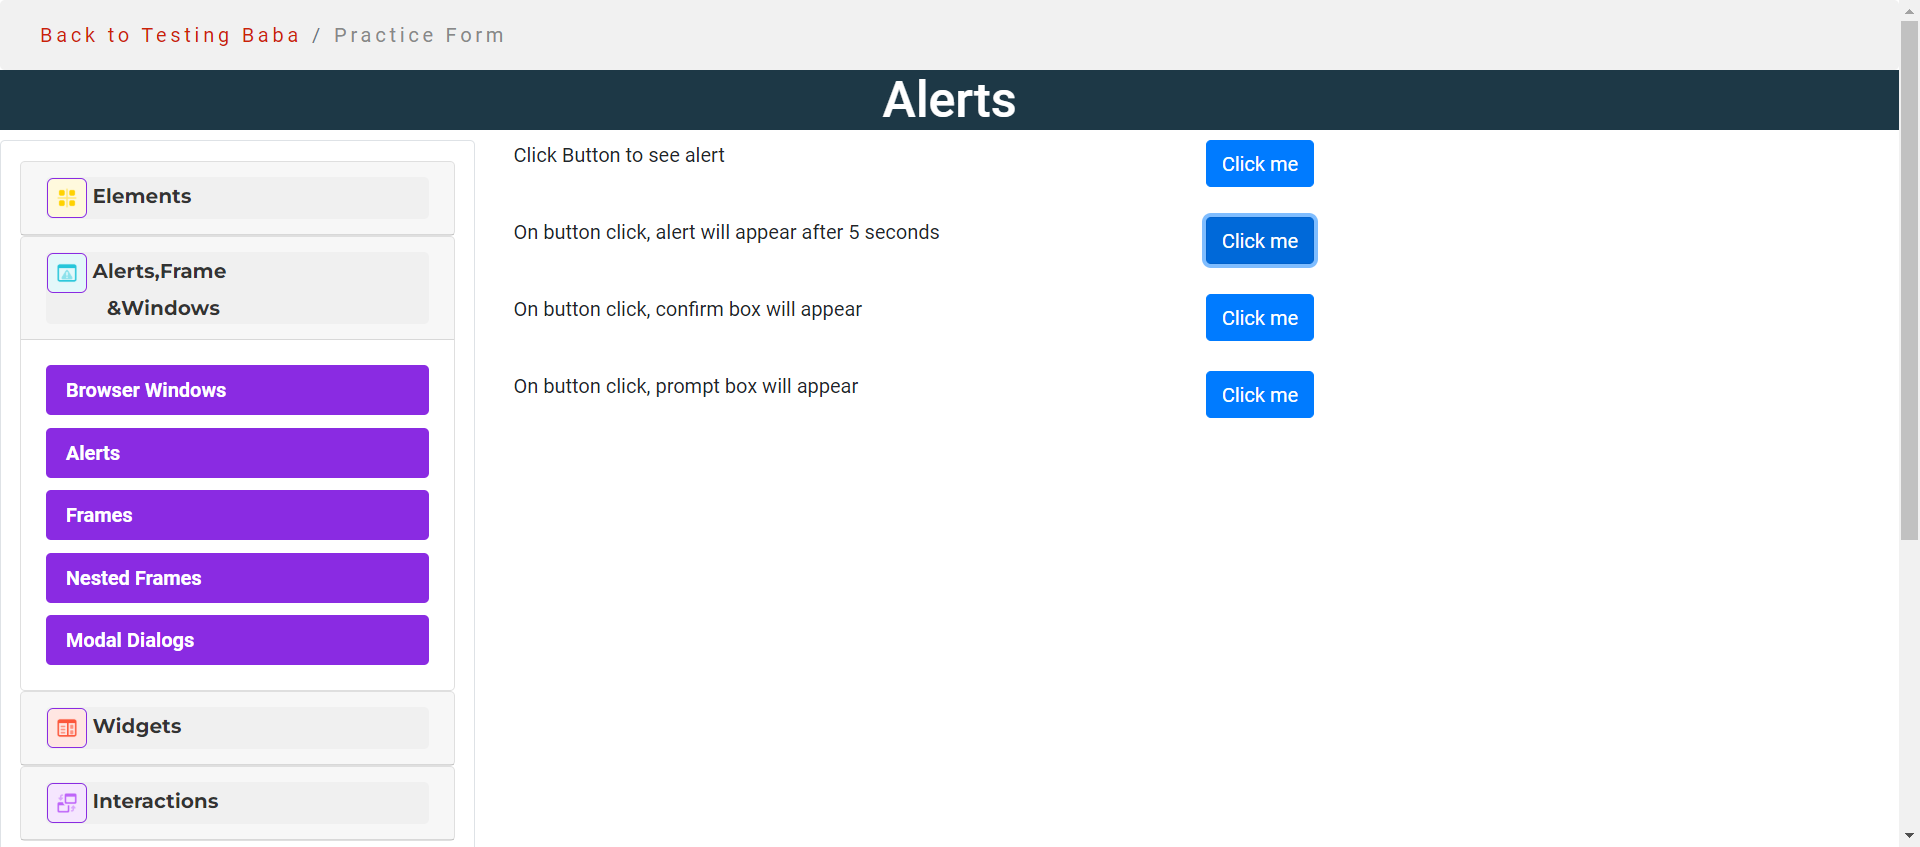 Back to Testing Baba / Practice Form
Alerts
Elements
Alerts,Frame
&Windows
Browser Windows
Alerts
Frames
Nested Frames
Modal Dialogs
Widgets
Interactions
Click Button to see alert
Click me
On button click, alert will appear after 5 seconds
Click me
On button click, confirm box will appear
Click me
On button click, prompt box will appear
Click me